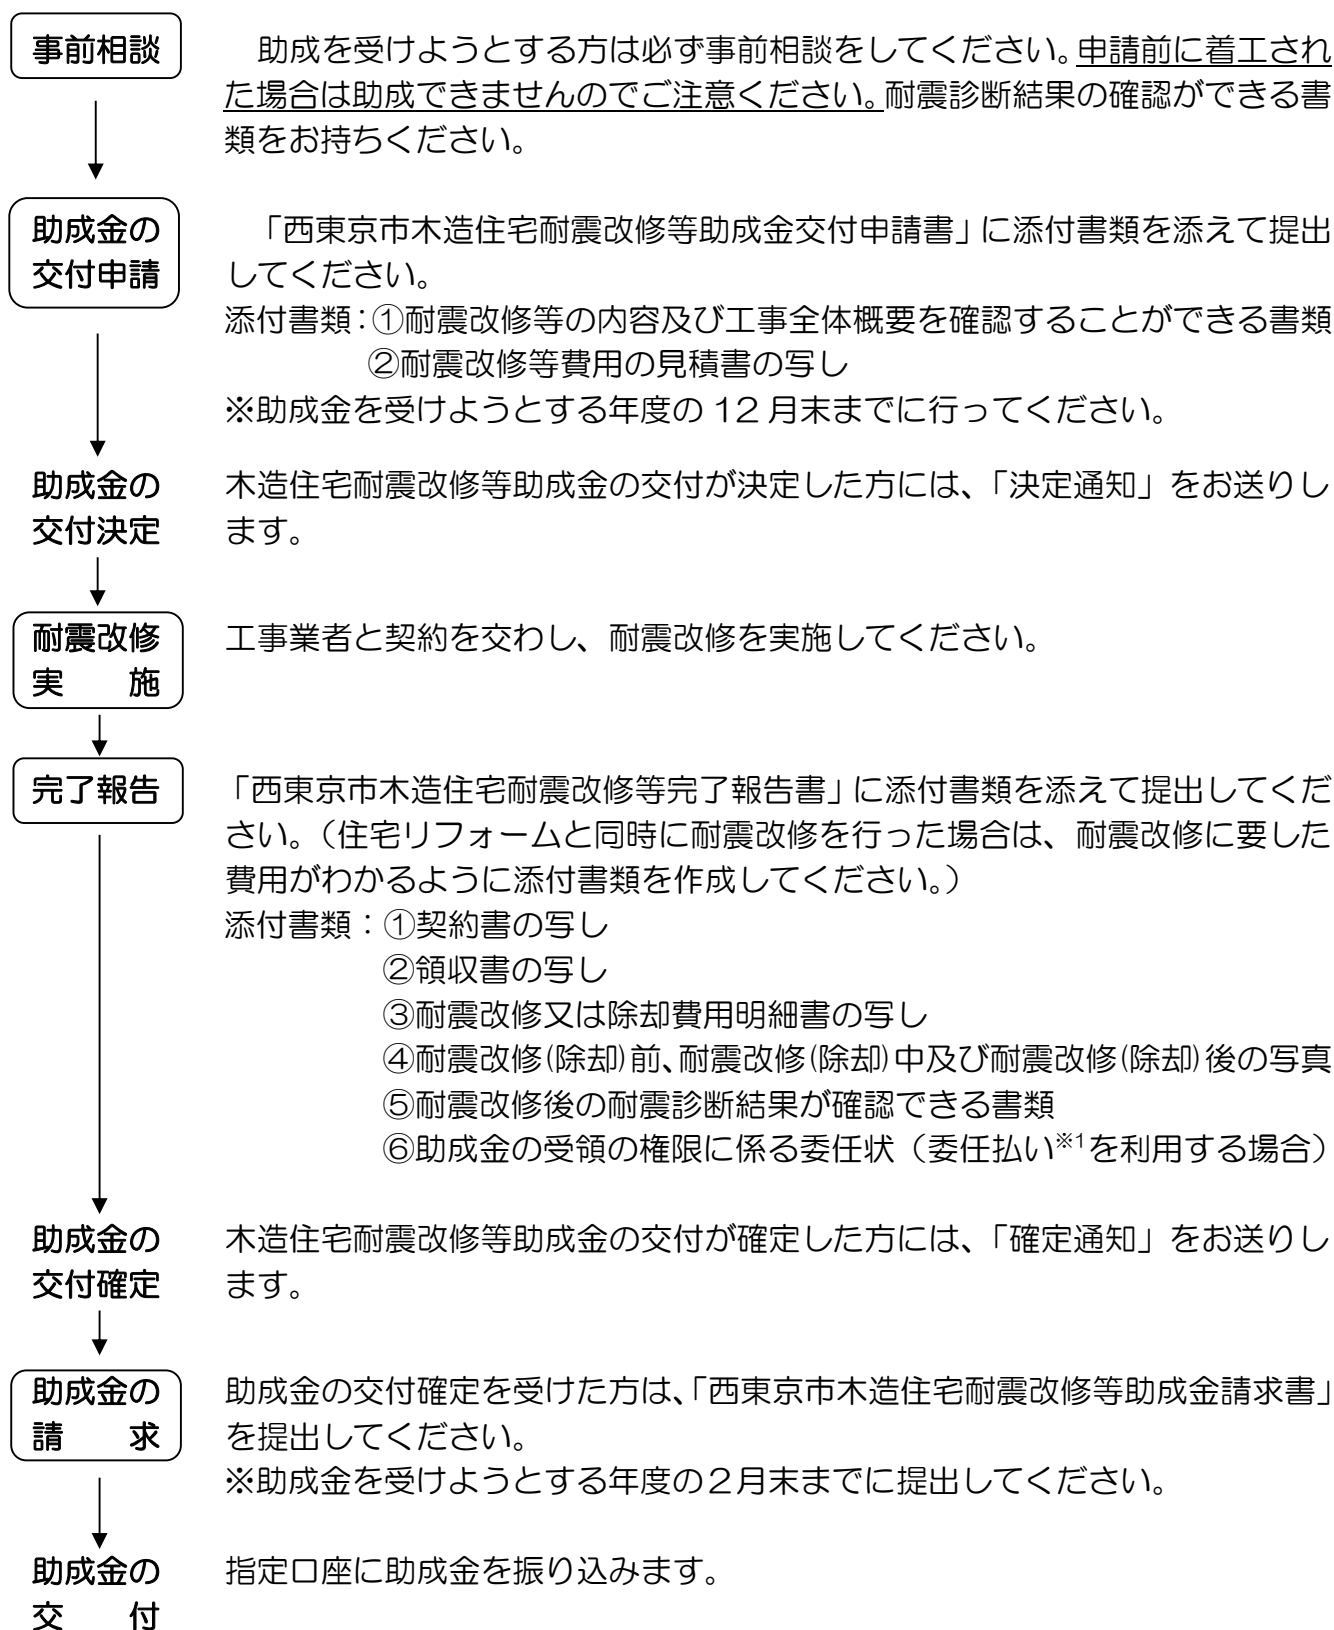 事前相談
助成を受けようとする方は必ず事前相談をしてください。申請前に着工され
た場合は助成できませんのでご注意ください。耐震診断結果の確認ができる書
類をお持ちください。
助成金の
交付申請
「西東京市木造住宅耐震改修等助成金交付申請書」に添付書類を添えて提出
してください。
添付書類：①耐震改修等の内容及び工事全体概要を確認することができる書類
②耐震改修等費用の見積書の写し
※助成金を受けようとする年度の 12 月末までに行ってください。
助成金の
交付決定
木造住宅耐震改修等助成金の交付が決定した方には、「決定通知」をお送りし
ます。
耐震改修
実　　施
工事業者と契約を交わし、耐震改修を実施してください。
完了報告
「西東京市木造住宅耐震改修等完了報告書」に添付書類を添えて提出してくだ
さい。（住宅リフォームと同時に耐震改修を行った場合は、耐震改修に要した
費用がわかるように添付書類を作成してください。）
添付書類：①契約書の写し
②領収書の写し
③耐震改修又は除却費用明細書の写し
④耐震改修(除却)前、耐震改修(除却)中及び耐震改修(除却)後の写真
⑤耐震改修後の耐震診断結果が確認できる書類
⑥助成金の受領の権限に係る委任状（委任払い※1を利用する場合）
助成金の
交付確定
木造住宅耐震改修等助成金の交付が確定した方には、「確定通知」をお送りし
ます。
助成金の
請　　求
助成金の交付確定を受けた方は、「西東京市木造住宅耐震改修等助成金請求書」
を提出してください。
※助成金を受けようとする年度の２月末までに提出してください。
助成金の
交　　付
指定口座に助成金を振り込みます。